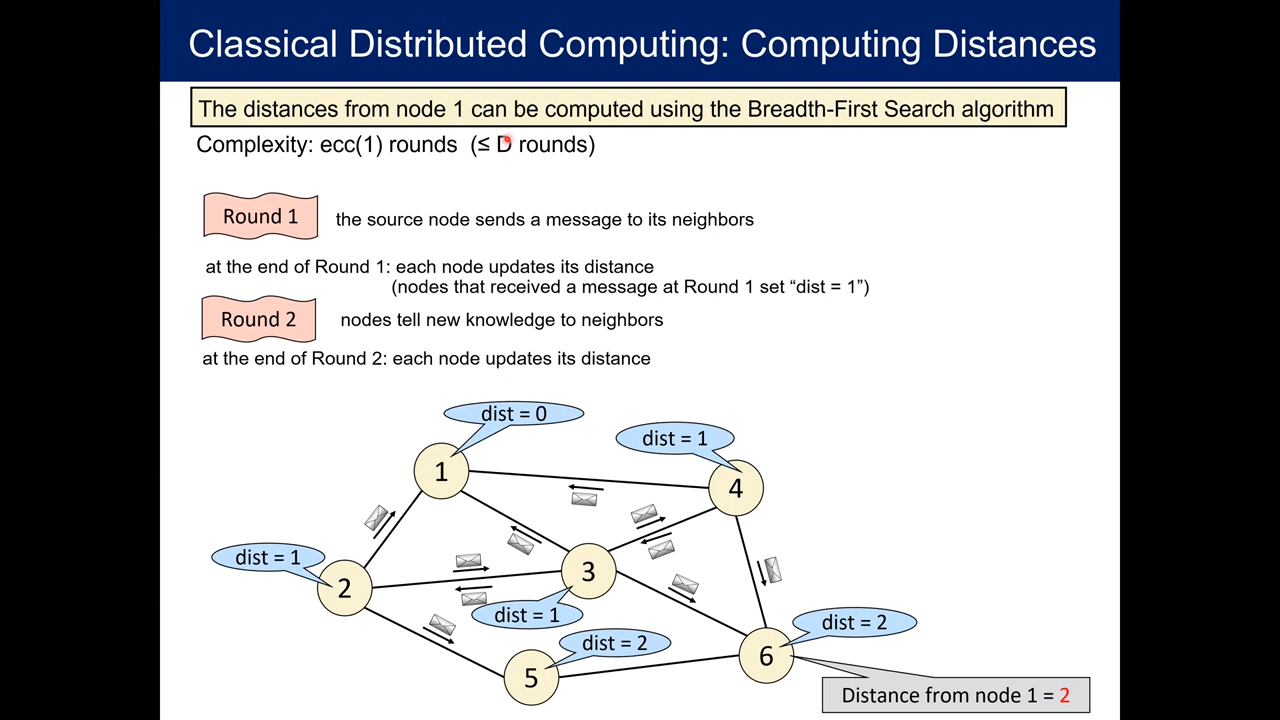 Classical Distributed Computing: Computing Distances
The distances from node 1 can be computed using the Breadth-First Search algorithm
Complexity: ecc(1) rounds (≤ D rounds)
Round 1
the source node sends a message to its neighbors
at the end of Round 1: each node updates its distance
(nodes that received a message at Round 1 set “dist = 1”)
Round 2
nodes tell new knowledge to neighbors
at the end of Round 2: each node updates its distance
dist = 0
dist = 1
1
4
dist = 1
2
3
dist = 1
dist = 2
dist = 2
5
6
Distance from node 1 = 2